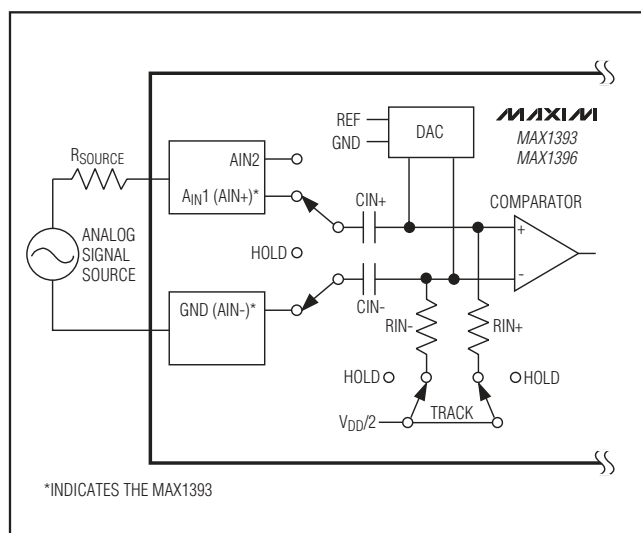 MAXIM
MAX1393
MAX1396
REF
GND
DAC
RSOURCE
AIN2
AIN1 (AIN+)*
CIN+
COMPARATOR
+
-
ANALOG
SIGNAL
SOURCE
HOLD
GND (AIN-)*
CIN-
RIN-
RIN+
HOLD
HOLD
VDD/2
TRACK
*INDICATES THE MAX1393